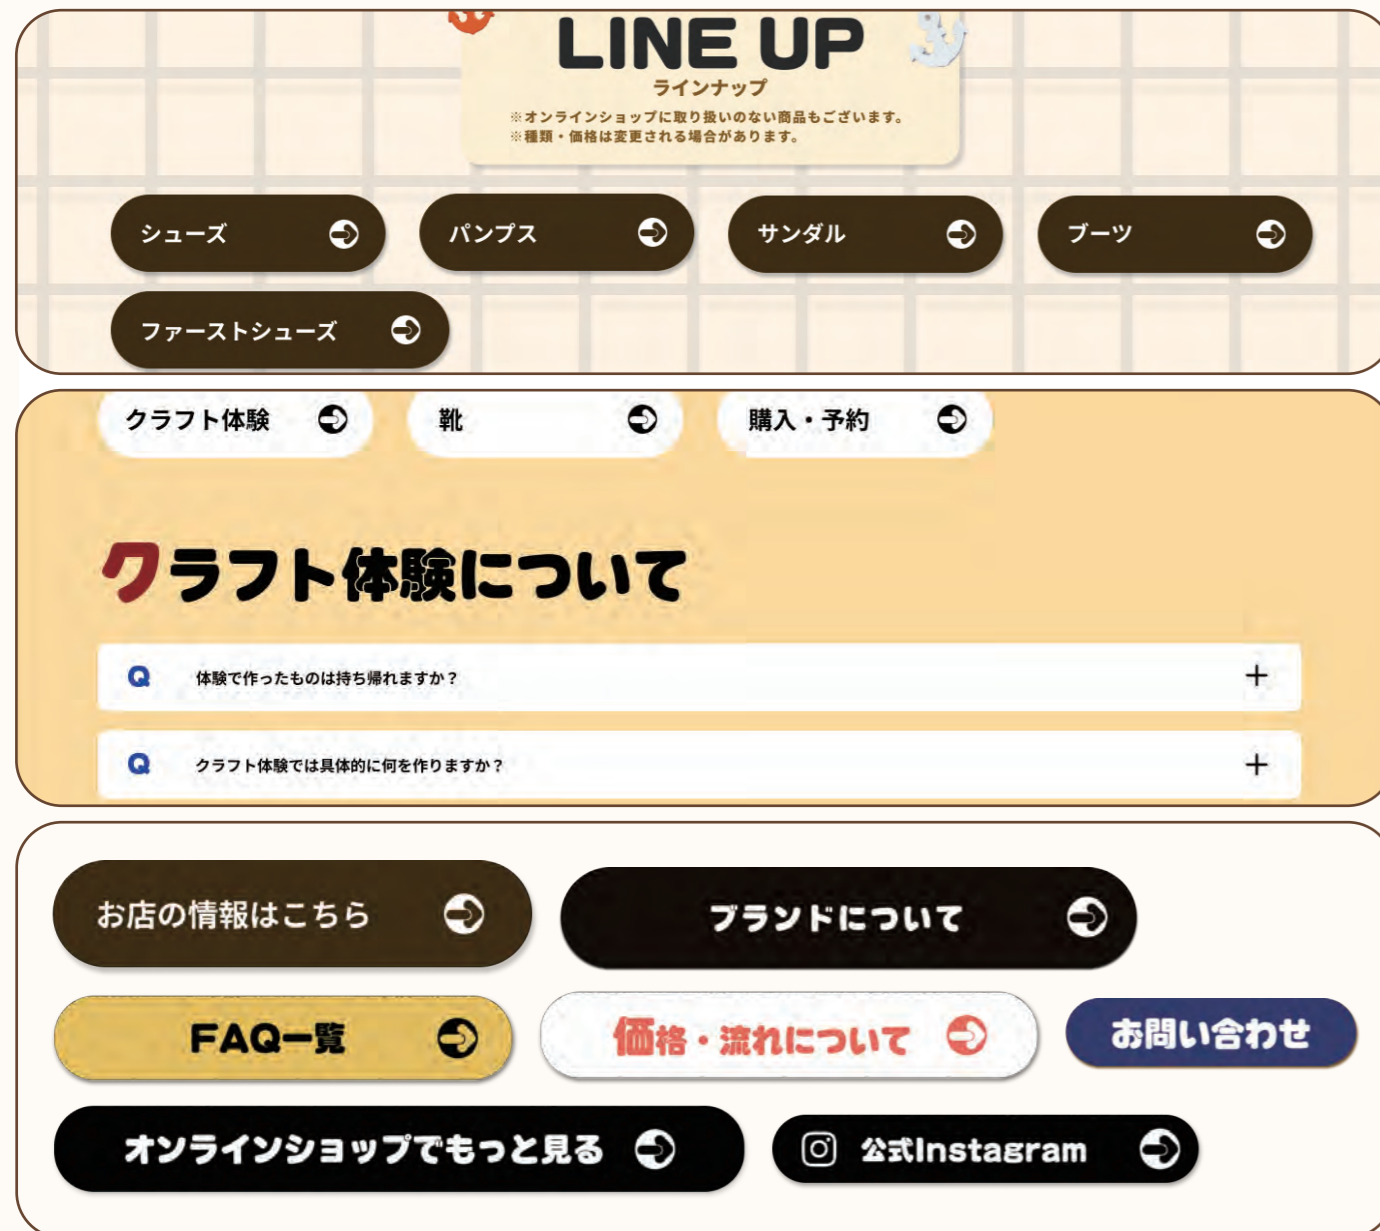 LINE UP
ラインナップ
※オンラインショップに取り扱いのない商品もございます。
※種類・価格は変更される場合があります。
シューズ
パンプス
サンダル
ブーツ
ファーストシューズ
クラフト体験
靴
購入・予約
クラフト体験について
Q 体験で作ったものは持ち帰れますか？
Q クラフト体験では具体的に何を作りますか？
お店の情報はこちら
ブランドについて
FAQ一覧
価格・流れについて
お問い合わせ
オンラインショップでもっと見る
公式Instagram